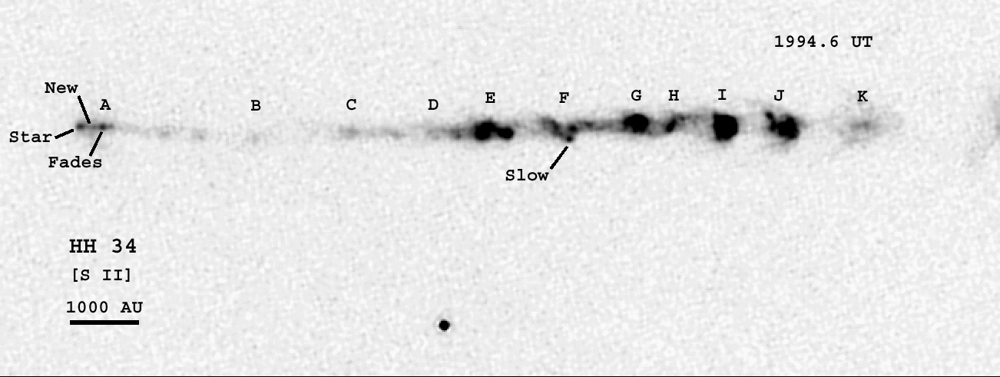 1994.6 UT
New
A B C D E F G H I J K
Star
Fades
Slow
HH 34
[S II]
1000 AU